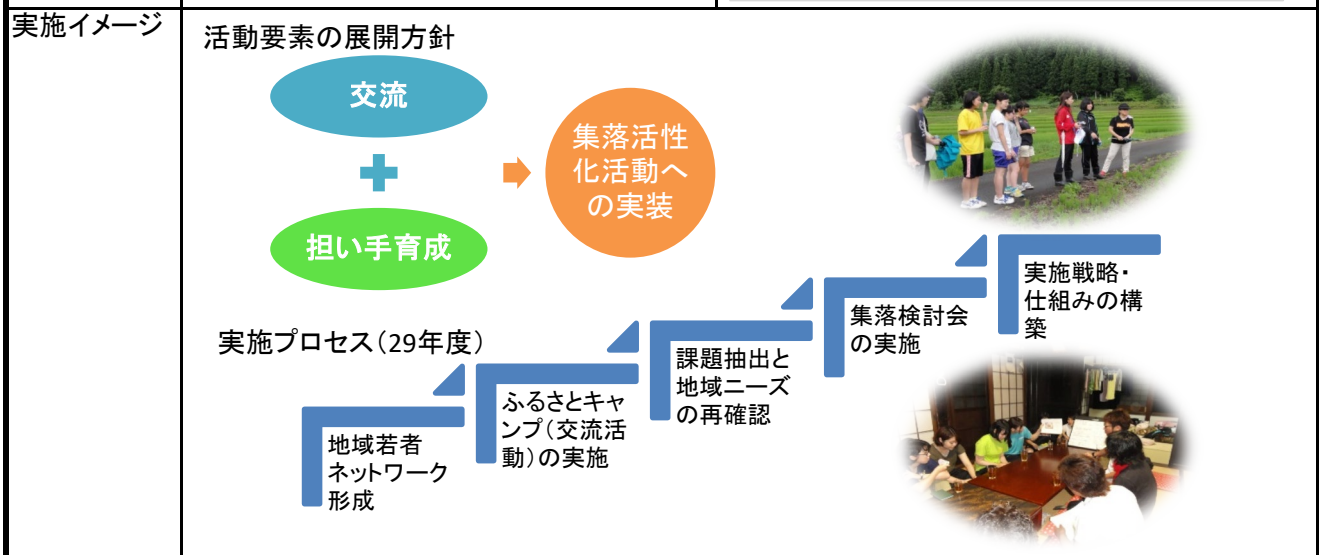 実施イメージ
活動要素の展開方針
交流
担い手育成
集落活性
化活動へ
の実装
実施プロセス(29年度)
地域若者
ネットワーク
形成
ふるさとキャ
ンプ(交流活
動)の実施
課題抽出と
地域ニーズ
の再確認
集落検討会
の実施
実施戦略・
仕組みの構
築